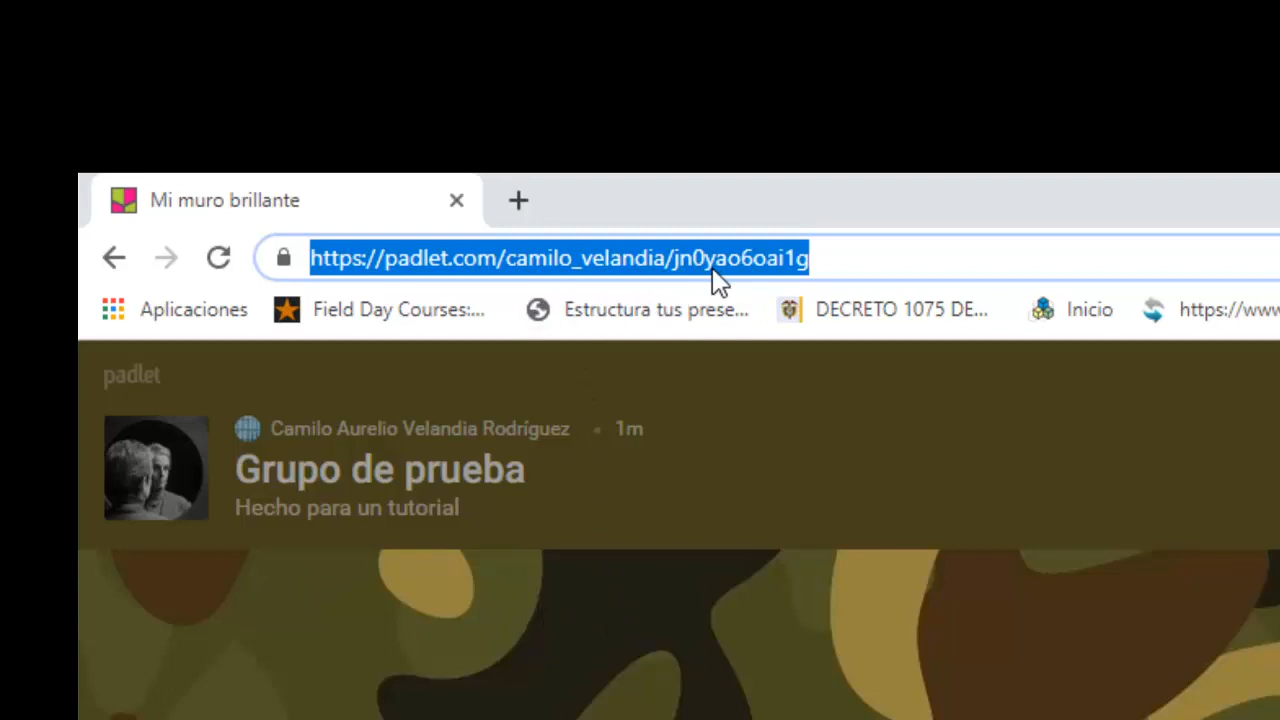 Mi muro brillante
https://padlet.com/camilo_velandia/jn0yao6oai1g
Aplicaciones Field Day Courses:... Estructura tus prese... DECRETO 1075 DE... Inicio https://www
padlet
Camilo Aurelio Velandia Rodríguez • 1m
Grupo de prueba
Hecho para un tutorial